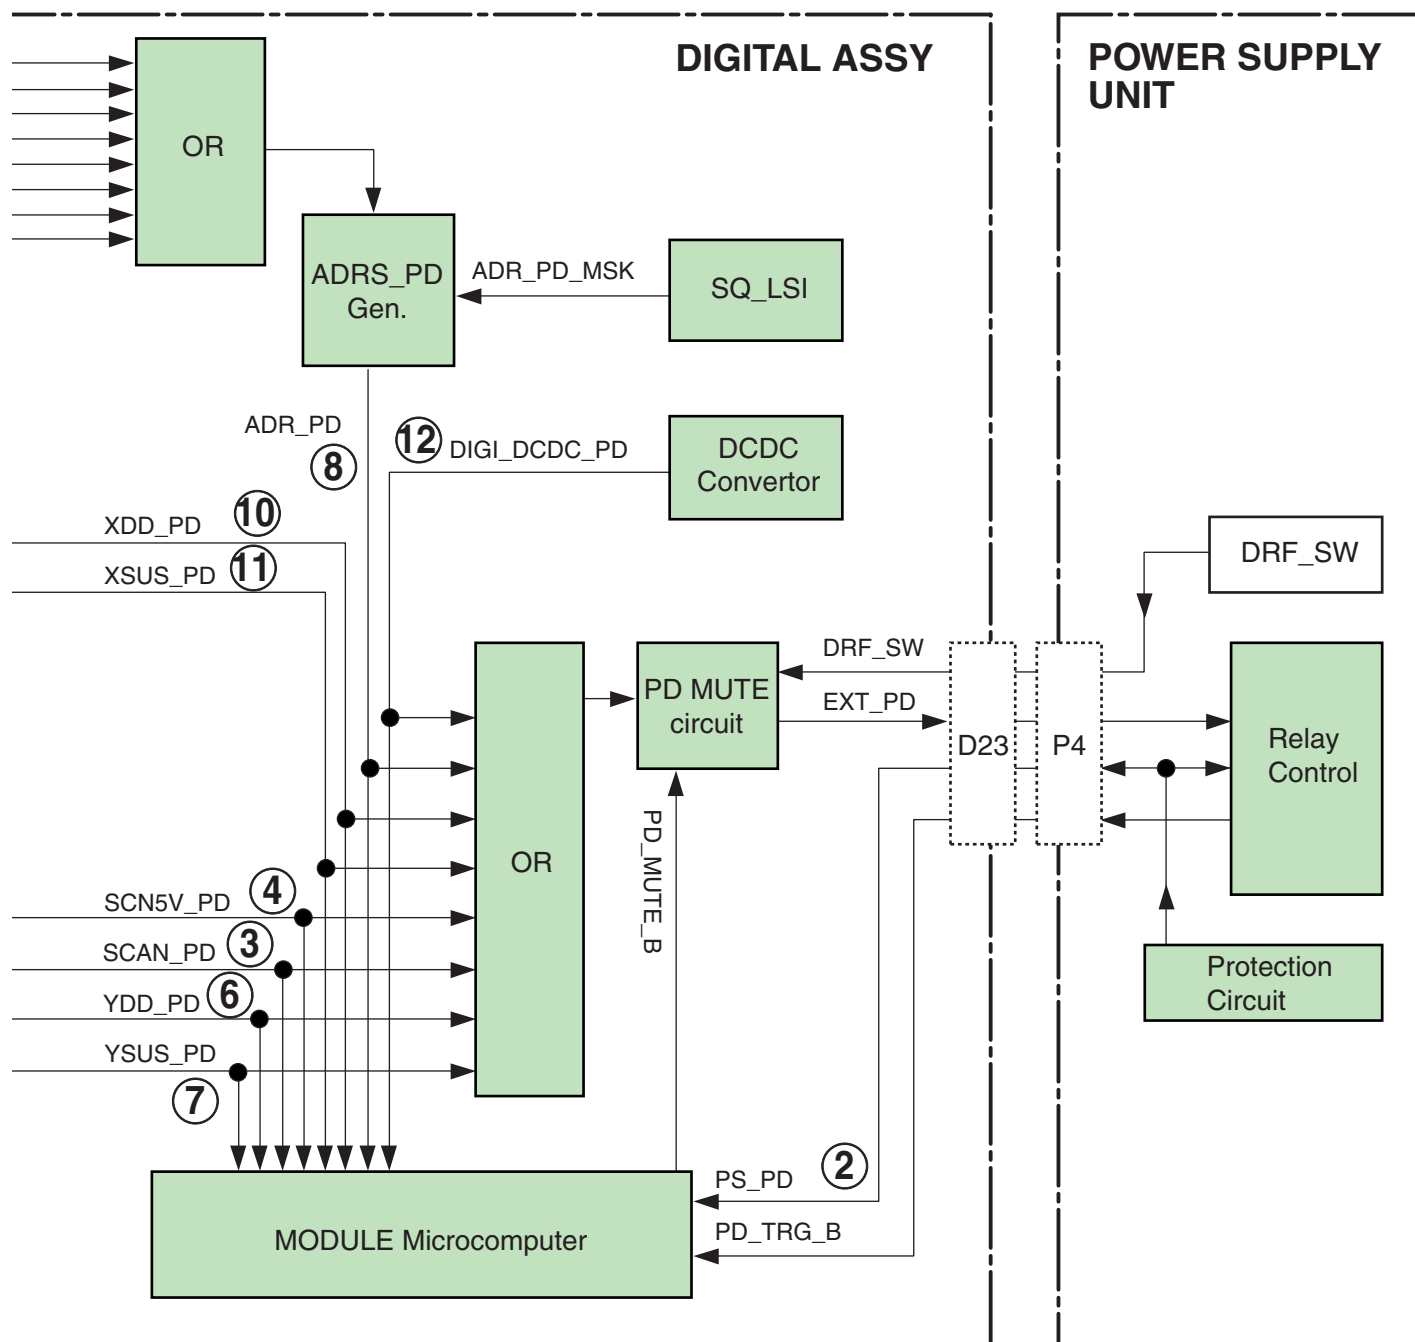 DIGITAL ASSY
POWER SUPPLY
UNIT
OR
ADRS_PD
Gen.
ADR_PD_MSK
SQ_LSI
ADR_PD
8
12
DIGI_DCDC_PD
DCDC
Convertor
XDD_PD
10
XSUS_PD
11
DRF_SW
DRF_SW
EXT_PD
PD MUTE
circuit
D23
P4
Relay
Control
OR
PD_MUTE_B
SCN5V_PD
4
SCAN_PD
3
YDD_PD
6
YSUS_PD
7
Protection
Circuit
PS_PD
2
PD_TRG_B
MODULE Microcomputer